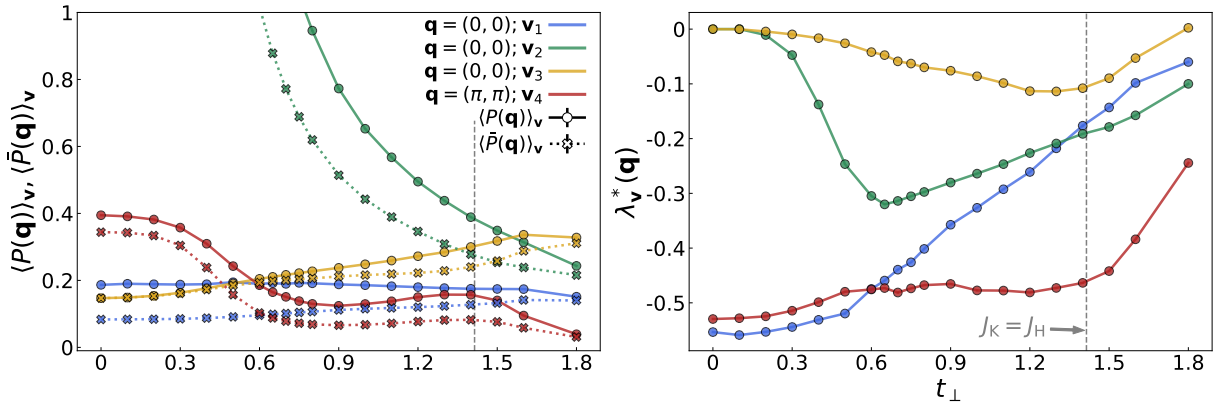 ⟨P(𝐪)⟩𝐯, ⟨P̄(𝐪)⟩𝐯
1
0.8
0.6
0.4
0.2
0
0
0.3
0.6
0.9
1.2
1.5
1.8
𝐪 = (0, 0); 𝐯₁
𝐪 = (0, 0); 𝐯₂
𝐪 = (0, 0); 𝐯₃
𝐪 = (π, π); 𝐯₄
⟨P(𝐪)⟩𝐯
⟨P̄(𝐪)⟩𝐯
λ*𝐯(𝐪)
-0
-0.1
-0.2
-0.3
-0.4
-0.5
0
0.3
0.6
0.9
1.2
1.5
1.8
J_K = J_H
t_⊥